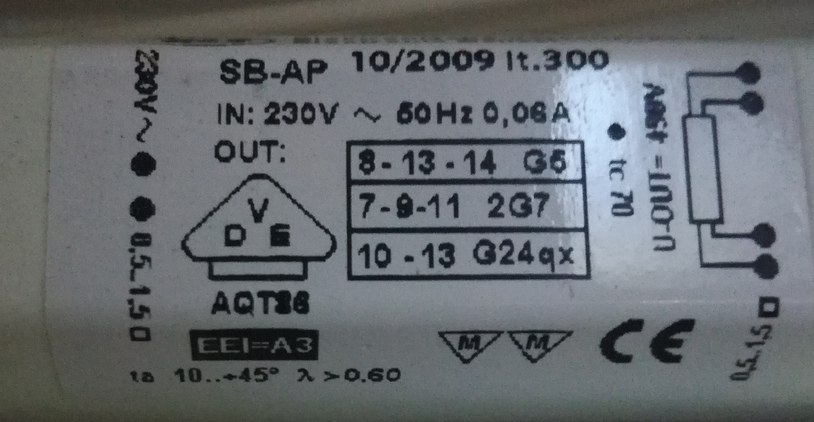 SB-AP 10/2009 lt.300
IN: 230V ~ 50Hz 0,06A
OUT:
8-13-14 G5
7-9-11 2G7
10-13 G24qx
V
D E
EEI=A3
M M CE
ta 10..+45° λ>0.60
230V~
0,5..1,5
tc 70
U-OUT =
0,5..1,5